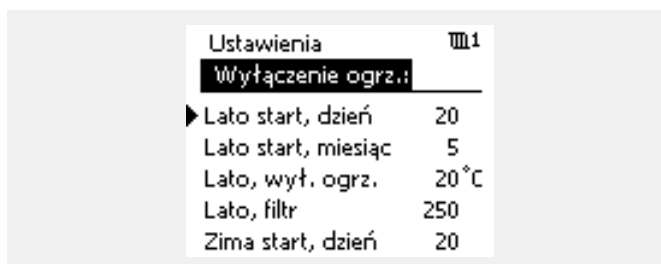 Ustawienia 1
Wyłączenie ogrz.:
Lato start, dzień 20
Lato start, miesiąc 5
Lato, wył. ogrz. 20°C
Lato, filtr 250
Zima start, dzień 20